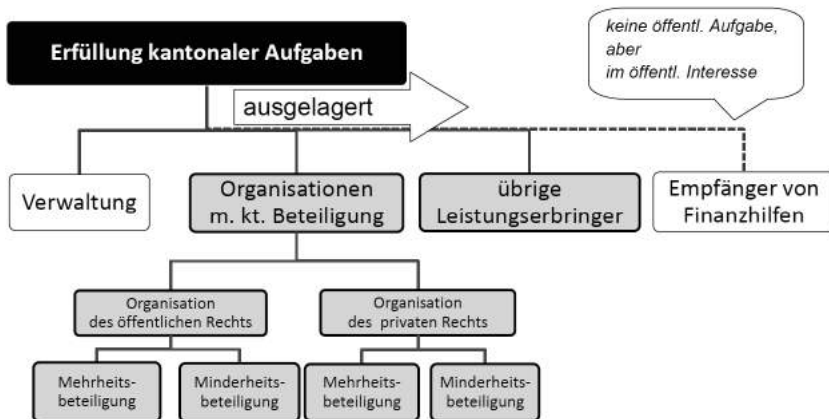 Erfüllung kantonaler Aufgaben
keine öffentl. Aufgabe,
aber
im öffentl. Interesse
ausgelagert
Verwaltung
Organisationen
m. kt. Beteiligung
übrige
Leistungserbringer
Empfänger von
Finanzhilfen
Organisation
des öffentlichen Rechts
Organisation
des privaten Rechts
Mehrheits-
beteiligung
Minderheits-
beteiligung
Mehrheits-
beteiligung
Minderheits-
beteiligung